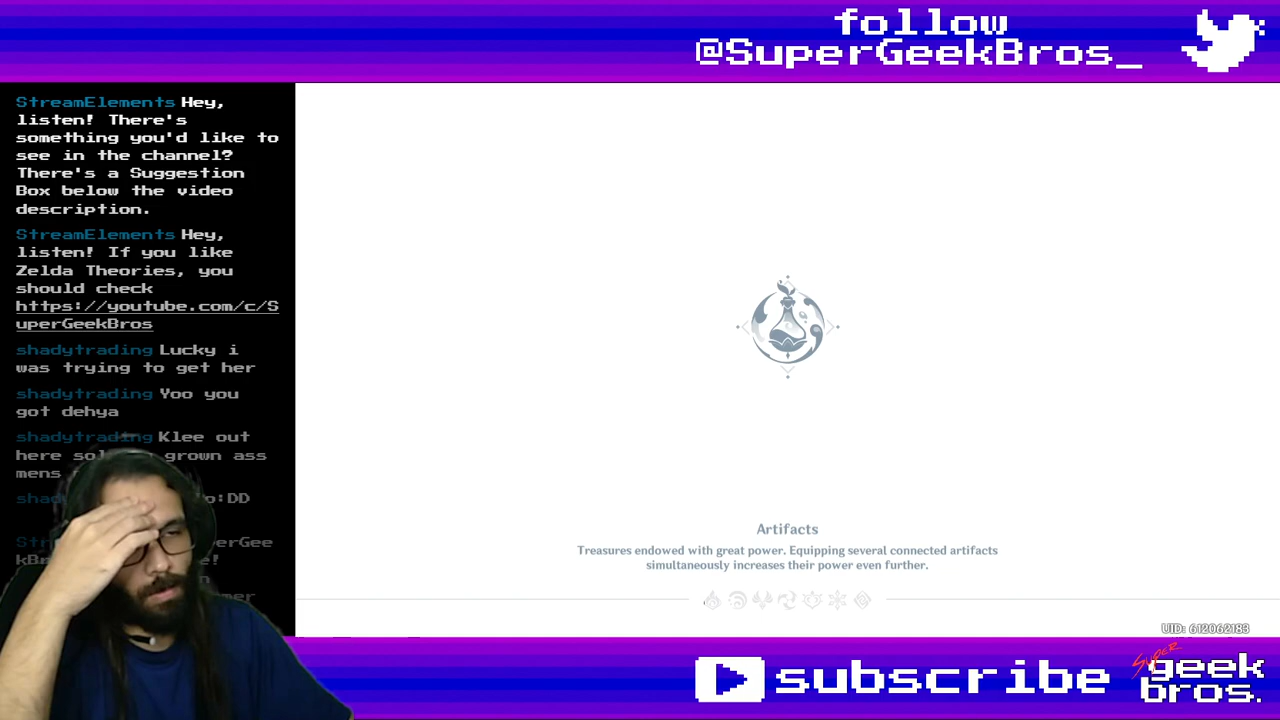 follow
@SuperGeekBros_
StreamElements Hey,
listen! There's
something you'd like to
see in the channel?
There's a Suggestion
Box below the video
description.
StreamElements Hey,
listen! If you like
Zelda Theories, you
should check
https://youtube.com/c/S
uperGeekBros
shadytrading Lucky i
was trying to get her
shadytrading Yoo you
got dehya
shadytrading Klee out
here grown ass
mens
Artifacts
Treasures endowed with great power. Equipping several connected artifacts
simultaneously increases their power even further.
UID: 612062183
subscribe
SUPER
geek
bros.